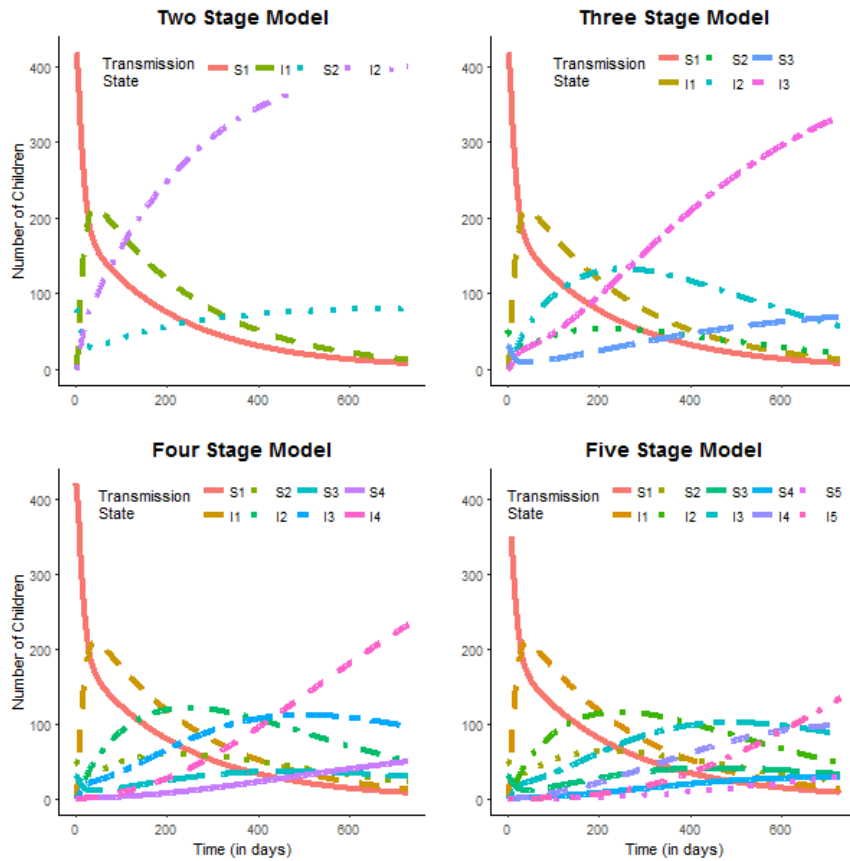 Two Stage Model
Transmission
State
S1 I1 S2 I2
Number of Children
400
300
200
100
0
0 200 400 600
Three Stage Model
Transmission
State
S1 S2 S3
I1 I2 I3
400
300
200
100
0
0 200 400 600
Four Stage Model
Transmission
State
S1 S2 S3 S4
I1 I2 I3 I4
Number of Children
400
300
200
100
0
0 200 400 600
Time (in days)
Five Stage Model
Transmission
State
S1 S2 S3 S4 S5
I1 I2 I3 I4 I5
400
300
200
100
0
0 200 400 600
Time (in days)